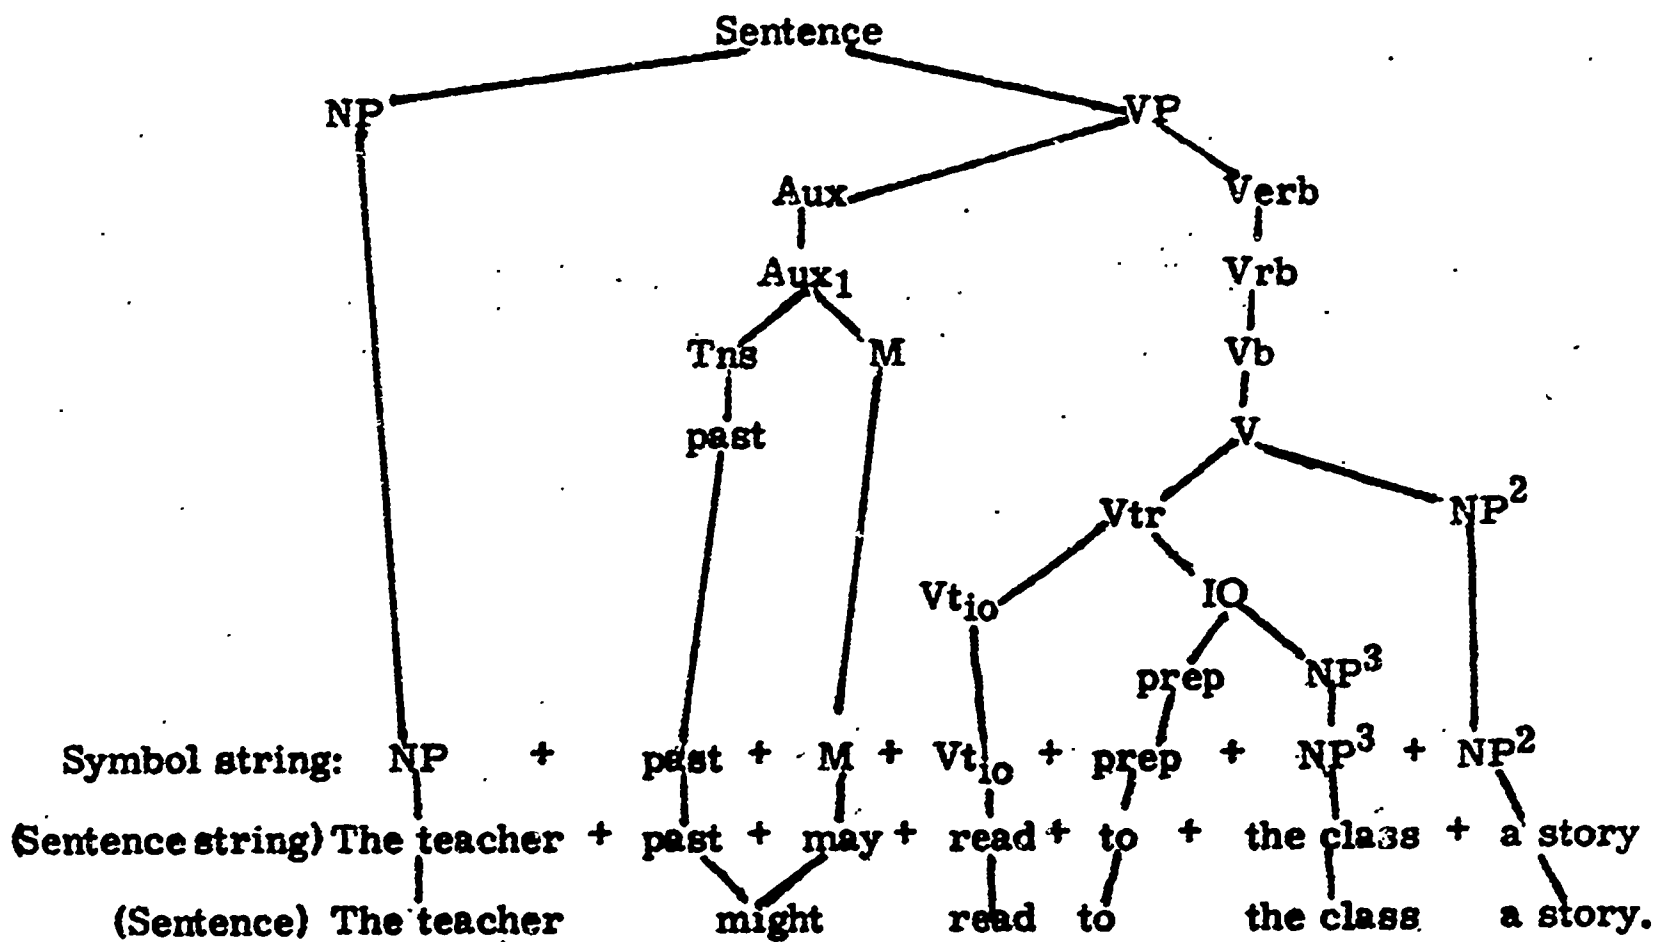 Sentence
NP VP
Aux Verb
Aux1 Vrb
Tns M Vb
past V
Vtr NP2
Vtio IO
prep NP3
Symbol string: NP + past + M + Vtio + prep + NP3 + NP2
(Sentence string) The teacher + past + may + read + to + the class + a story
(Sentence) The teacher might read to the class a story.